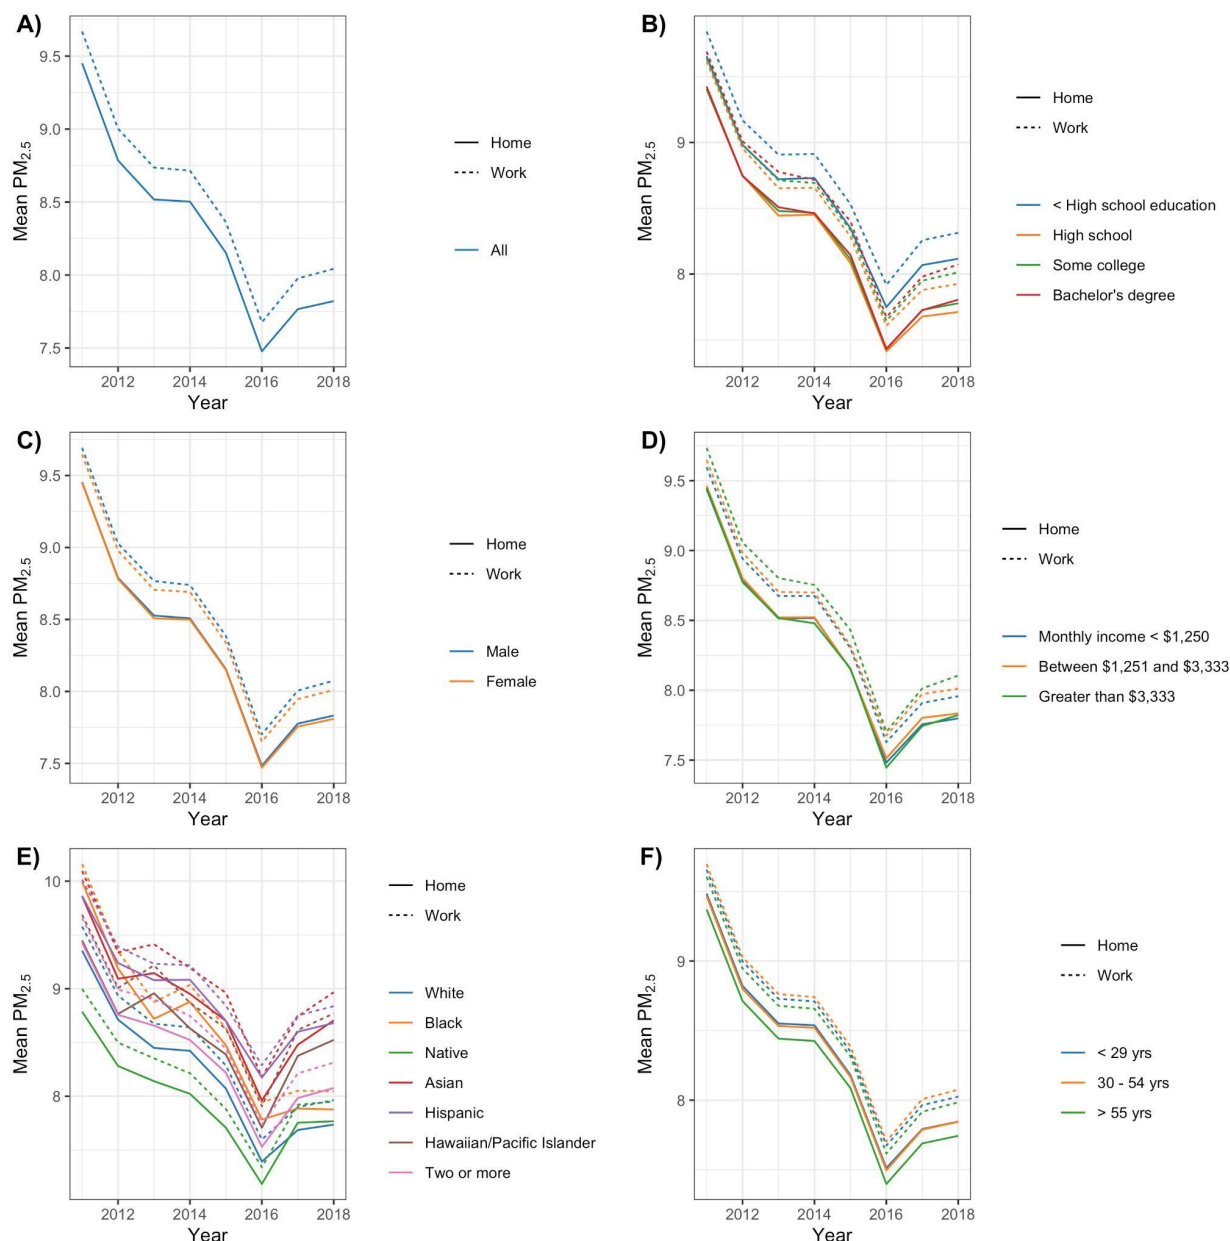 A)
9.5
9.0
8.5
8.0
7.5
2012 2014 2016 2018
Year
Mean PM2.5
Home
Work
All
B)
9
8
2012 2014 2016 2018
Year
Mean PM2.5
Home
Work
< High school education
High school
Some college
Bachelor's degree
C)
9.5
9.0
8.5
8.0
7.5
2012 2014 2016 2018
Year
Mean PM2.5
Home
Work
Male
Female
D)
9.5
9.0
8.5
8.0
7.5
2012 2014 2016 2018
Year
Mean PM2.5
Home
Work
Monthly income < $1,250
Between $1,251 and $3,333
Greater than $3,333
E)
10
9
8
2012 2014 2016 2018
Year
Mean PM2.5
Home
Work
White
Black
Native
Asian
Hispanic
Hawaiian/Pacific Islander
Two or more
F)
9
8
2012 2014 2016 2018
Year
Mean PM2.5
Home
Work
< 29 yrs
30 - 54 yrs
> 55 yrs